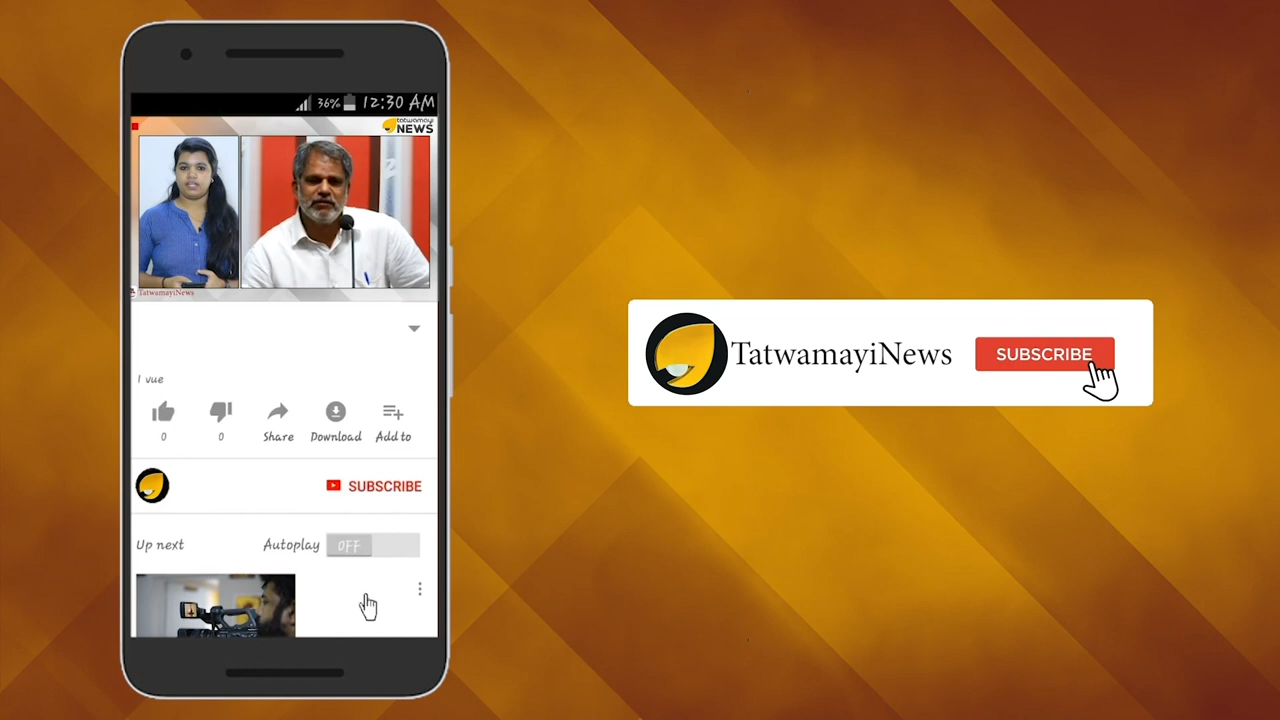 36%
12:30 AM
tatwamayi
NEWS
TatwamayiNews
1 vue
0
0
Share
Download
Add to
SUBSCRIBE
Up next
Autoplay
OFF
TatwamayiNews
SUBSCRIBE